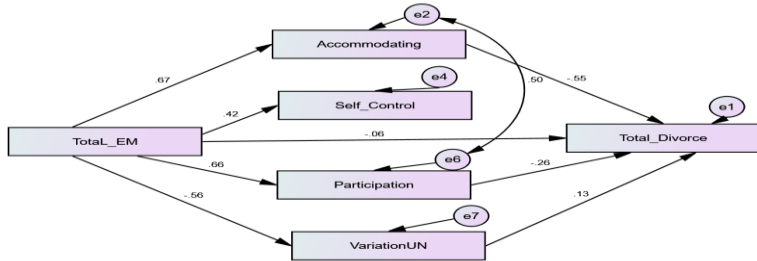 e2
Accommodating
.67
.50
-.55
e4
Self_Control
.42
e1
TotaL_EM
-.06
Total_Divorce
e6
.66
Participation
-.26
-.56
e7
.13
VariationUN